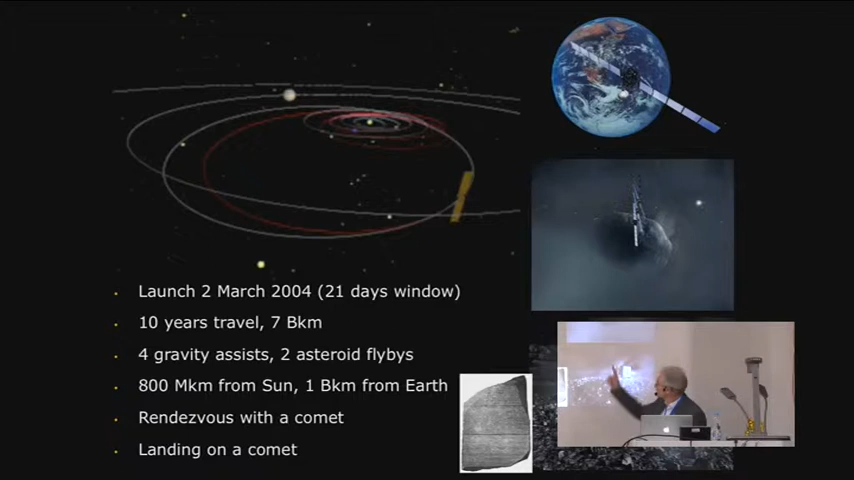 Launch 2 March 2004 (21 days window)
10 years travel, 7 Bkm
4 gravity assists, 2 asteroid flybys
800 Mkm from Sun, 1 Bkm from Earth
Rendezvous with a comet
Landing on a comet